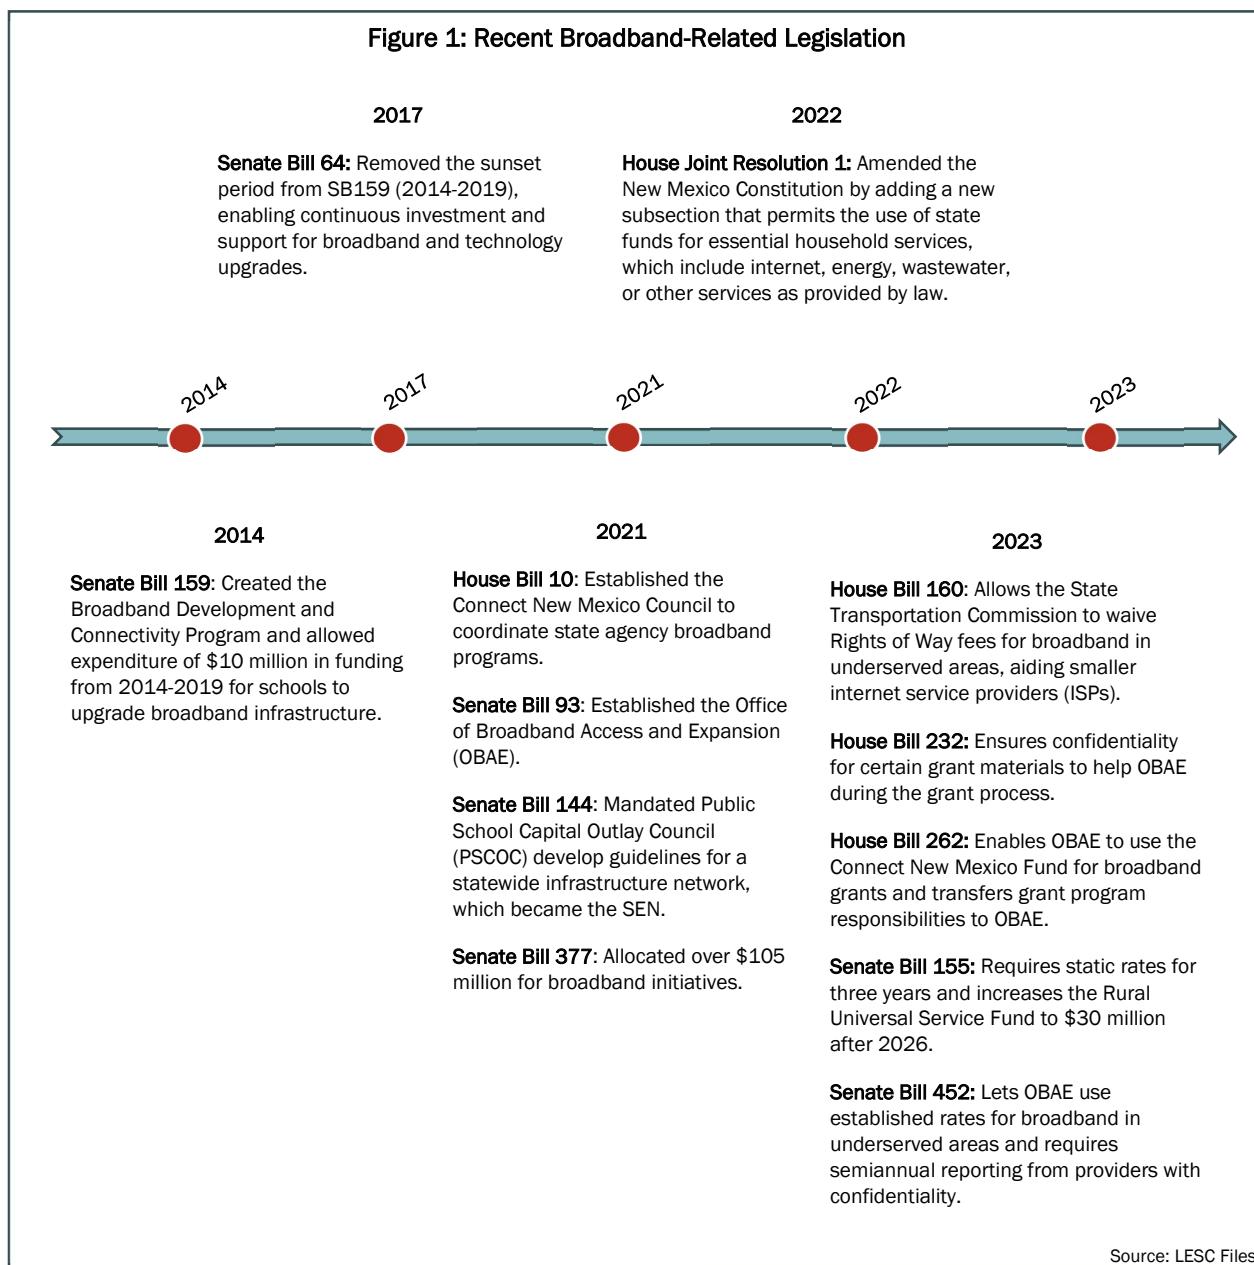 Figure 1: Recent Broadband-Related Legislation
2017
Senate Bill 64: Removed the sunset
period from SB159 (2014-2019),
enabling continuous investment and
support for broadband and technology
upgrades.
2022
House Joint Resolution 1: Amended the
New Mexico Constitution by adding a new
subsection that permits the use of state
funds for essential household services,
which include internet, energy, wastewater,
or other services as provided by law.
2014
2017
2021
2022
2023
2014
Senate Bill 159: Created the
Broadband Development and
Connectivity Program and allowed
expenditure of $10 million in funding
from 2014-2019 for schools to
upgrade broadband infrastructure.
2021
House Bill 10: Established the
Connect New Mexico Council to
coordinate state agency broadband
programs.
Senate Bill 93: Established the Office
of Broadband Access and Expansion
(OBAE).
Senate Bill 144: Mandated Public
School Capital Outlay Council
(PSCOC) develop guidelines for a
statewide infrastructure network,
which became the SEN.
Senate Bill 377: Allocated over $105
million for broadband initiatives.
2023
House Bill 160: Allows the State
Transportation Commission to waive
Rights of Way fees for broadband in
underserved areas, aiding smaller
internet service providers (ISPs).
House Bill 232: Ensures confidentiality
for certain grant materials to help OBAE
during the grant process.
House Bill 262: Enables OBAE to use the
Connect New Mexico Fund for broadband
grants and transfers grant program
responsibilities to OBAE.
Senate Bill 155: Requires static rates for
three years and increases the Rural
Universal Service Fund to $30 million
after 2026.
Senate Bill 452: Lets OBAE use
established rates for broadband in
underserved areas and requires
semiannual reporting from providers with
confidentiality.
Source: LESC Files